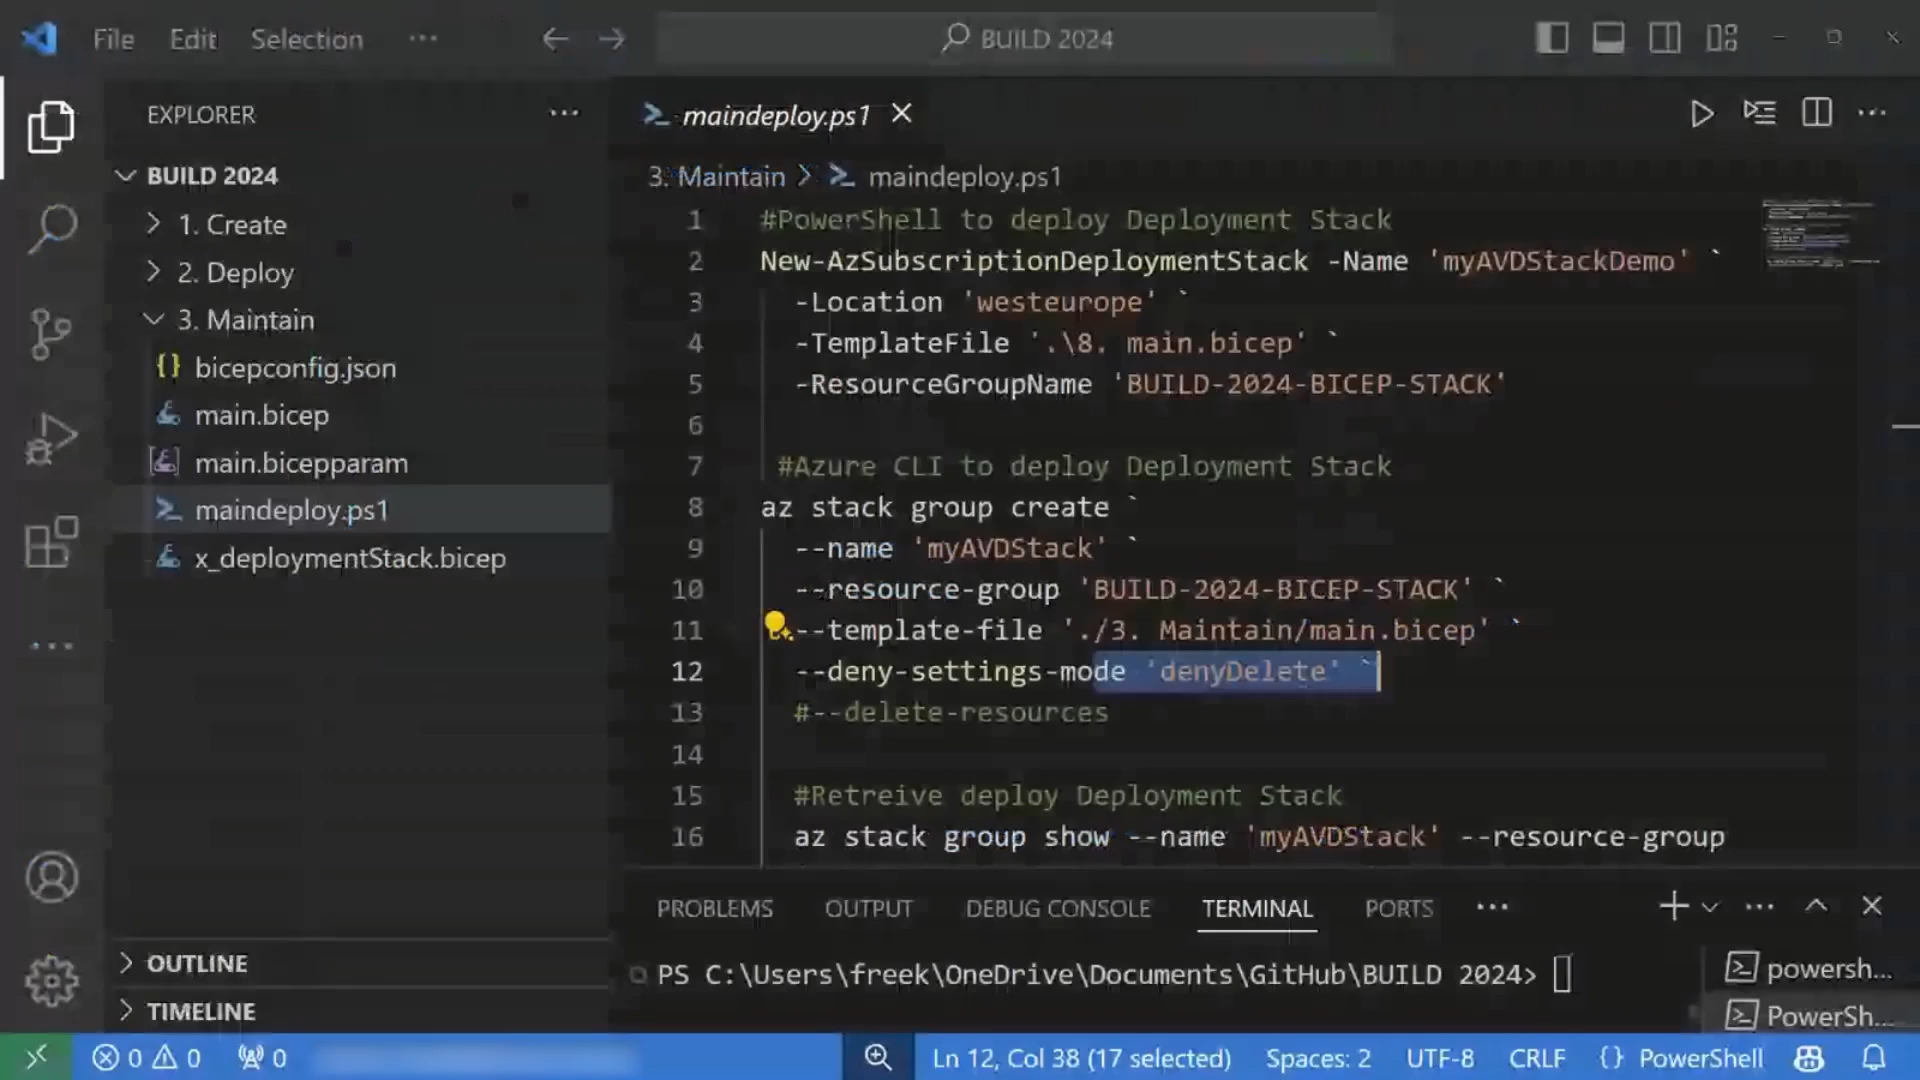 File Edit Selection ··· BUILD 2024
EXPLORER ···
BUILD 2024
1. Create
2. Deploy
3. Maintain
{} bicepconfig.json
main.bicep
main.bicepparam
maindeploy.ps1
x_deploymentStack.bicep
OUTLINE
TIMELINE
maindeploy.ps1
3. Maintain > maindeploy.ps1
1 #PowerShell to deploy Deployment Stack
2 New-AzSubscriptionDeploymentStack -Name 'myAVDStackDemo' `
3 -Location 'westeurope' `
4 -TemplateFile '.\8. main.bicep' `
5 -ResourceGroupName 'BUILD-2024-BICEP-STACK'
6
7 #Azure CLI to deploy Deployment Stack
8 az stack group create `
9 --name 'myAVDStack' `
10 --resource-group 'BUILD-2024-BICEP-STACK' `
11 --template-file './3. Maintain/main.bicep' `
12 --deny-settings-mode 'denyDelete' `
13 #--delete-resources
14
15 #Retreive deploy Deployment Stack
16 az stack group show --name 'myAVDStack' --resource-group
PROBLEMS OUTPUT DEBUG CONSOLE TERMINAL PORTS ···
PS C:\Users\freek\OneDrive\Documents\GitHub\BUILD 2024>
powersh...
PowerSh...
0 0 0 Ln 12, Col 38 (17 selected) Spaces: 2 UTF-8 CRLF {} PowerShell